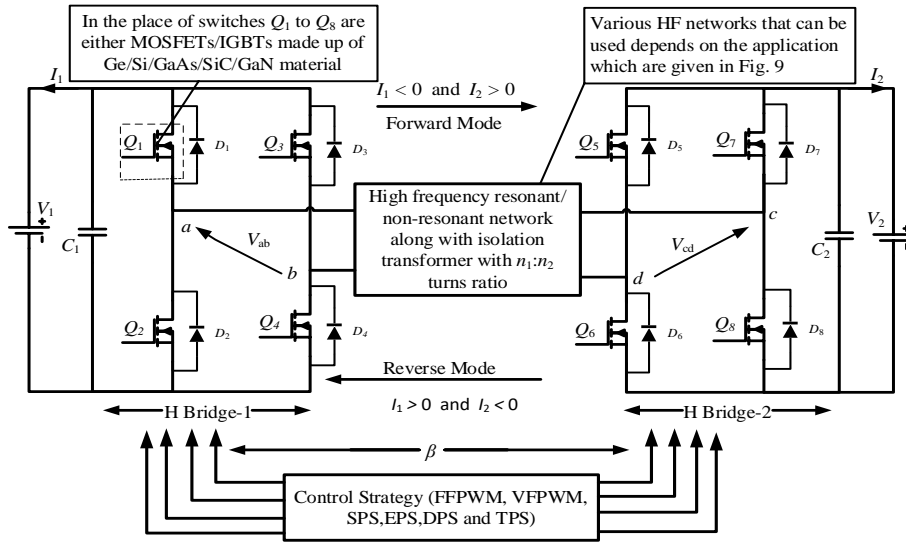 In the place of switches Q1 to Q8 are
either MOSFETs/IGBTs made up of
Ge/Si/GaAs/SiC/GaN material
Various HF networks that can be
used depends on the application
which are given in Fig. 9
I1
I1 < 0 and I2 > 0
Forward Mode
I2
Q1
D1
Q3
D3
Q5
D5
Q7
D7
V1
+
-
C1
a
Vab
b
High frequency resonant/
non-resonant network
along with isolation
transformer with n1:n2
turns ratio
c
Vcd
d
C2
V2
+
-
Q2
D2
Q4
D4
Q6
D6
Q8
D8
Reverse Mode
I1 > 0 and I2 < 0
H Bridge-1
H Bridge-2
β
Control Strategy (FFPWM, VFPWM,
SPS,EPS,DPS and TPS)